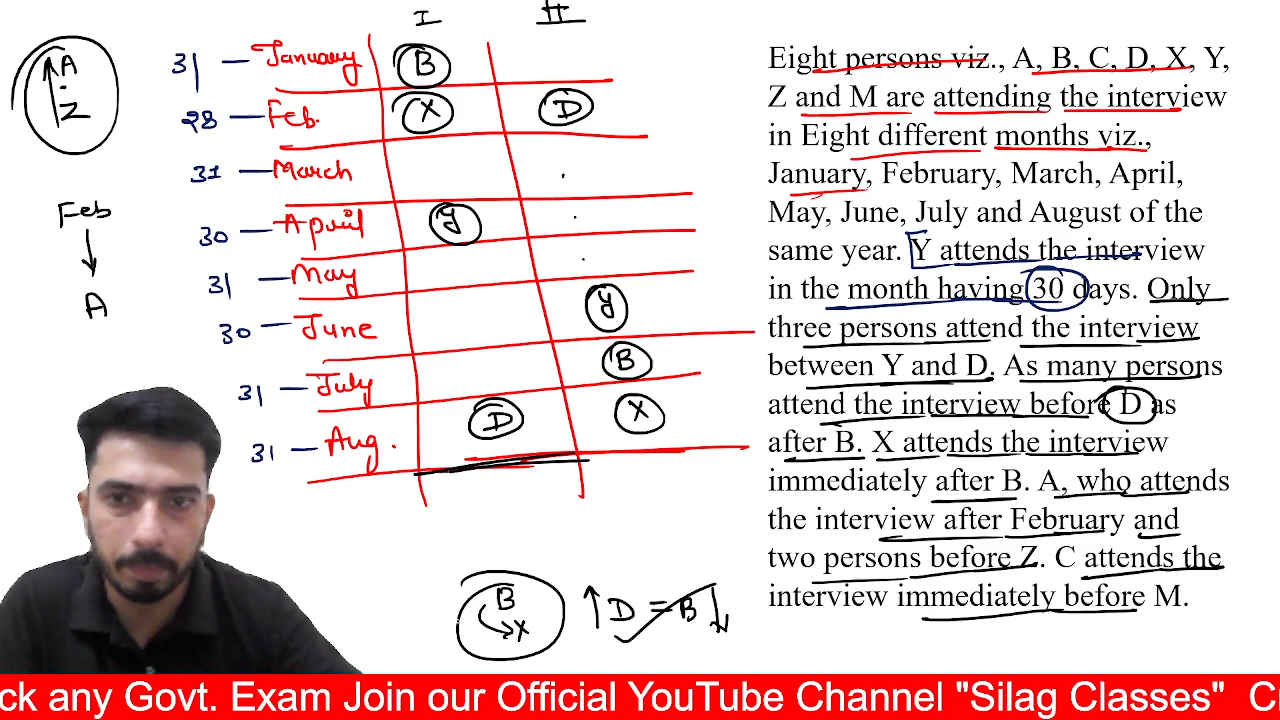 I II
A
Z
31 — January B
28 — Feb. X D
31 — March
30 — April Y
31 — May
30 — June Y
31 — July B
31 — Aug. D X
Feb
A
B
X
D = B
Eight persons viz., A, B, C, D, X, Y,
Z and M are attending the interview
in Eight different months viz.,
January, February, March, April,
May, June, July and August of the
same year. Y attends the interview
in the month having 30 days. Only
three persons attend the interview
between Y and D. As many persons
attend the interview before D as
after B. X attends the interview
immediately after B. A, who attends
the interview after February and
two persons before Z. C attends the
interview immediately before M.
ck any Govt. Exam Join our Official YouTube Channel "Silag Classes"